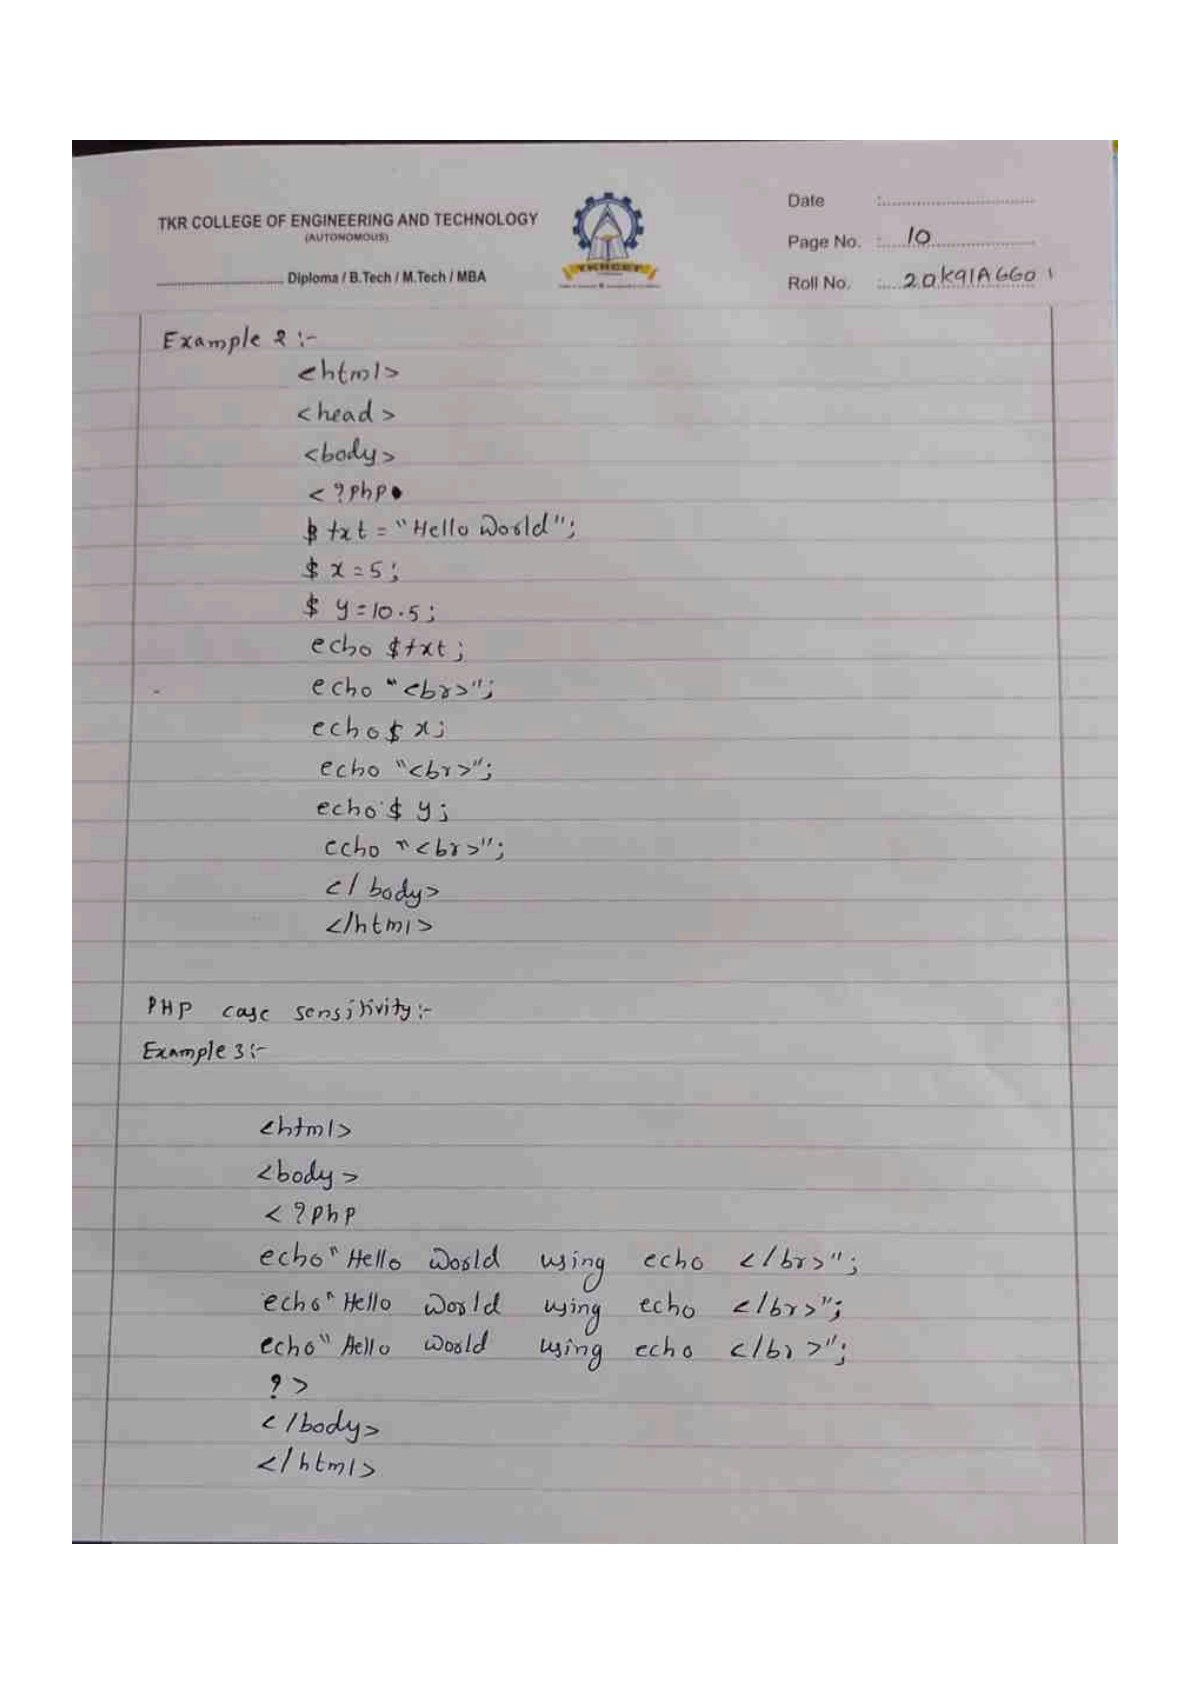 TKR COLLEGE OF ENGINEERING AND TECHNOLOGY
(AUTONOMOUS)
Diploma / B.Tech / M.Tech / MBA
TKRCET
Date :
Page No. : 10
Roll No. : 20K91A6601
Example 2 :-
<html>
<head>
<body>
<?php
$ txt = "Hello World";
$ x = 5;
$ y = 10.5;
echo $txt;
echo "<br>";
echo $ x;
echo "<br>";
echo $ y;
echo "<br>";
</body>
</html>
PHP case sensitivity :-
Example 3 :-
<html>
<body>
<?php
echo "Hello World using echo </br>";
echo "Hello World using echo </br>";
echo "Hello World using echo </br>";
?>
</body>
</html>